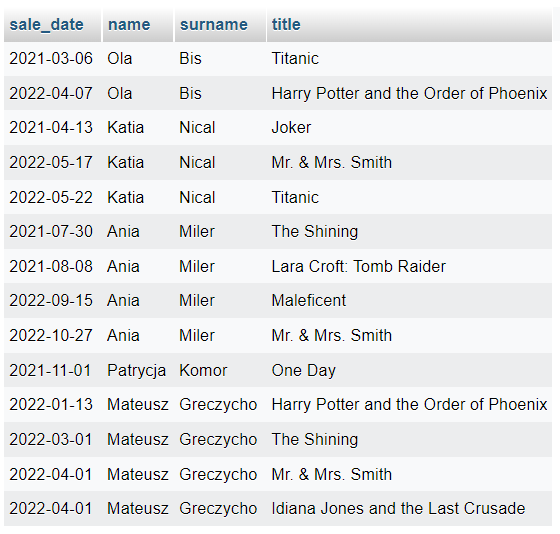 sale_date name surname title
2021-03-06 Ola Bis Titanic
2022-04-07 Ola Bis Harry Potter and the Order of Phoenix
2021-04-13 Katia Nical Joker
2022-05-17 Katia Nical Mr. & Mrs. Smith
2022-05-22 Katia Nical Titanic
2021-07-30 Ania Miler The Shining
2021-08-08 Ania Miler Lara Croft: Tomb Raider
2022-09-15 Ania Miler Maleficent
2022-10-27 Ania Miler Mr. & Mrs. Smith
2021-11-01 Patrycja Komor One Day
2022-01-13 Mateusz Greczycho Harry Potter and the Order of Phoenix
2022-03-01 Mateusz Greczycho The Shining
2022-04-01 Mateusz Greczycho Mr. & Mrs. Smith
2022-04-01 Mateusz Greczycho Idiana Jones and the Last Crusade